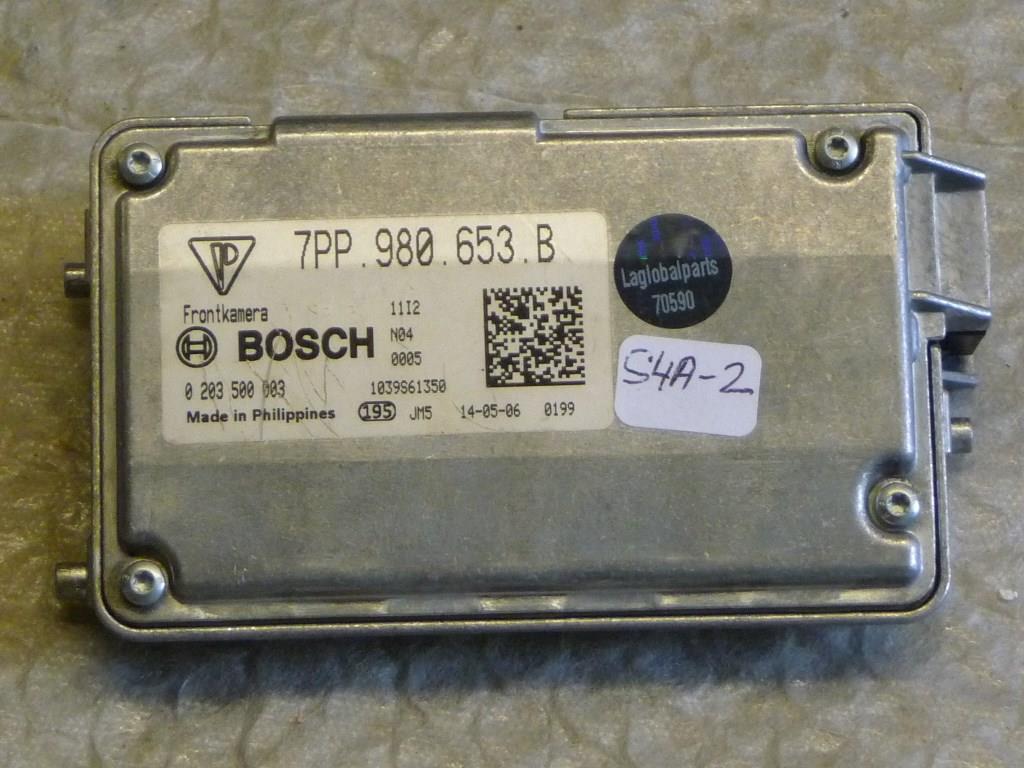 7PP.980.653.B
Frontkamera
11I2
BOSCH
N04
0005
0 203 500 003
1039S61350
Made in Philippines
195 JM5 14-05-06 0199
Laglobalparts
70590
S4A-2